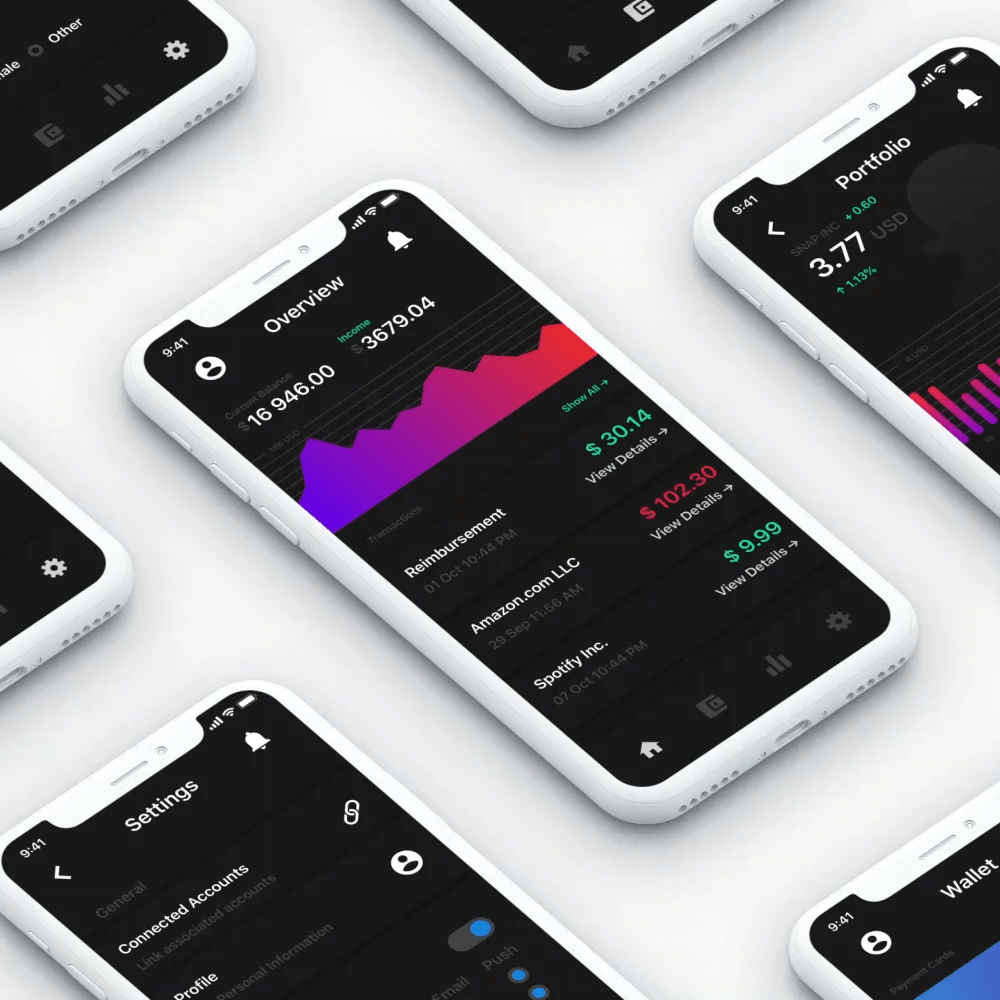 Other
9:41
Overview
Current Balance
$16 946.00
Income
$ 3679.04
18K USD
Show All →
Transactions
Reimbursement
01 Oct 10:44 PM
$ 30.14
View Details →
Amazon.com LLC
29 Sep 11:56 AM
$ 102.30
View Details →
Spotify Inc.
07 Oct 10:44 PM
$ 9.99
View Details →
9:41
Portfolio
SNAP INC
+ 0.60
3.77 USD
↑ 1.13%
4 USD
9:41
Settings
General
Connected Accounts
Link associated accounts
Profile
Personal Information
Email
Push
9:41
Wallet
Payment Cards